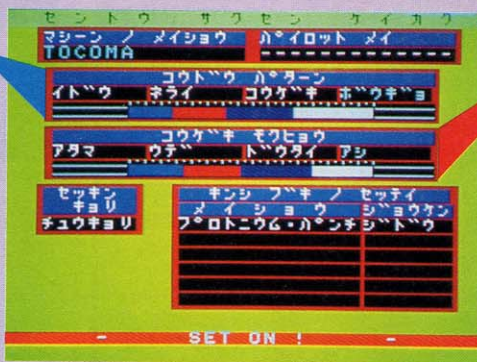 セントウ サクセン ケイカク
マシーン ノ メイショウ パイロット メイ
TOCOMA ------------
コウドウ パターン
イドウ ネライ コウゲキ ボウギョ
コウゲキ モクヒョウ
アタマ ウデ ドウタイ アシ
セッキン キンシ ブキ ノ セッテイ
キョリ メイショウ ジョウケン
チュウキョリ プロトニウム・パンチ ジドウ
- SET ON ! -